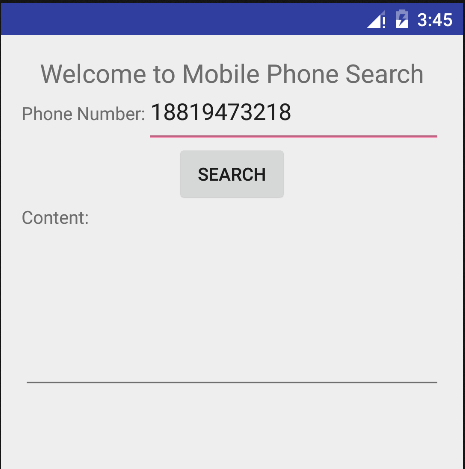 3:45
Welcome to Mobile Phone Search
Phone Number: 18819473218
SEARCH
Content: